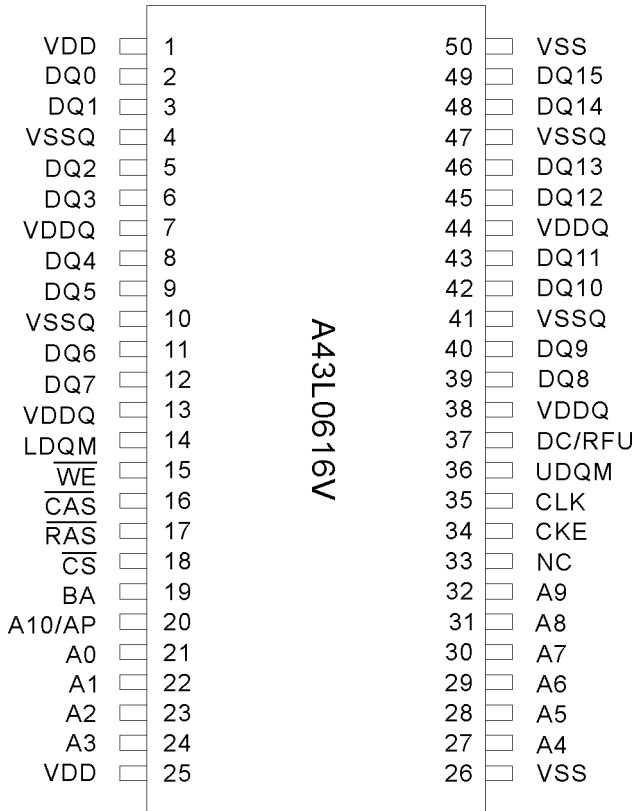 VDD 1 50 VSS
DQ0 2 49 DQ15
DQ1 3 48 DQ14
VSSQ 4 47 VSSQ
DQ2 5 46 DQ13
DQ3 6 45 DQ12
VDDQ 7 44 VDDQ
DQ4 8 43 DQ11
DQ5 9 42 DQ10
VSSQ 10 41 VSSQ
DQ6 11 40 DQ9
DQ7 12 39 DQ8
VDDQ 13 38 VDDQ
LDQM 14 37 DC/RFU
W̅E̅ 15 36 UDQM
C̅A̅S̅ 16 35 CLK
R̅A̅S̅ 17 34 CKE
C̅S̅ 18 33 NC
BA 19 32 A9
A10/AP 20 31 A8
A0 21 30 A7
A1 22 29 A6
A2 23 28 A5
A3 24 27 A4
VDD 25 26 VSS
A43L0616V